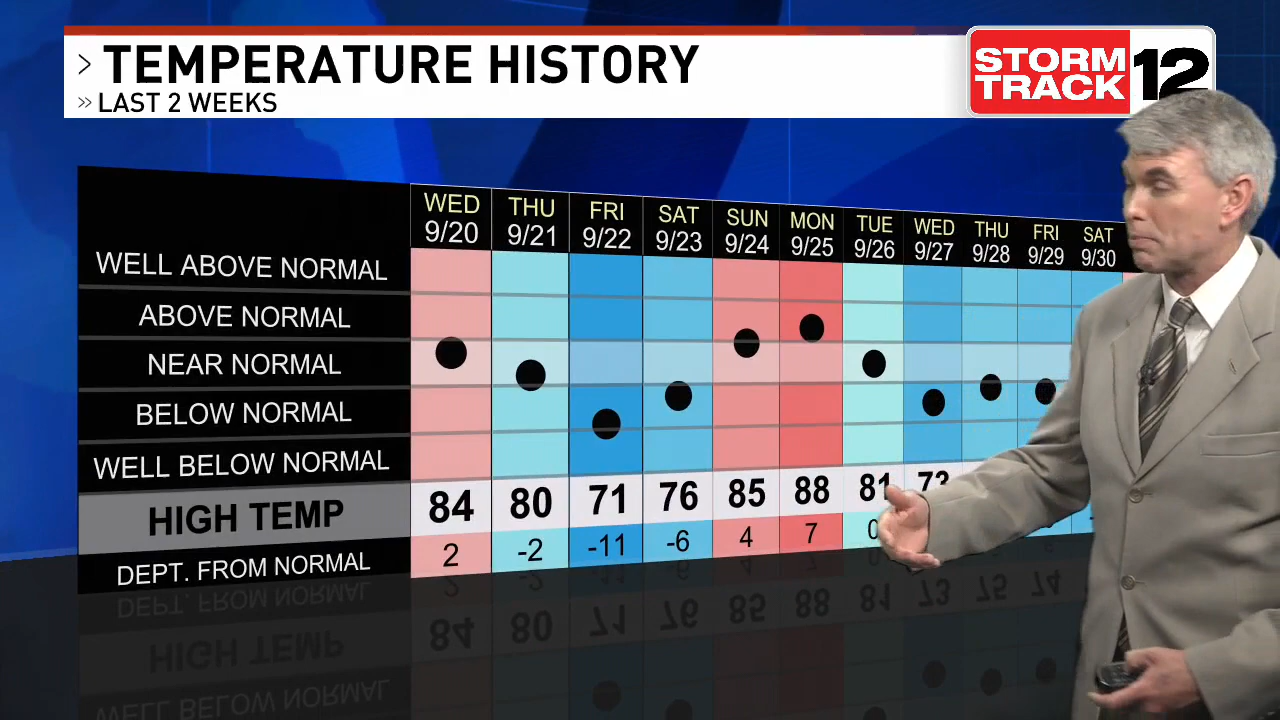 > TEMPERATURE HISTORY
» LAST 2 WEEKS
STORM
TRACK 12
WED THU FRI SAT SUN MON TUE WED THU FRI SAT
9/20 9/21 9/22 9/23 9/24 9/25 9/26 9/27 9/28 9/29 9/30
WELL ABOVE NORMAL
ABOVE NORMAL
NEAR NORMAL
BELOW NORMAL
WELL BELOW NORMAL
HIGH TEMP 84 80 71 76 85 88 81 73
DEPT. FROM NORMAL 2 -2 -11 -6 4 7 0